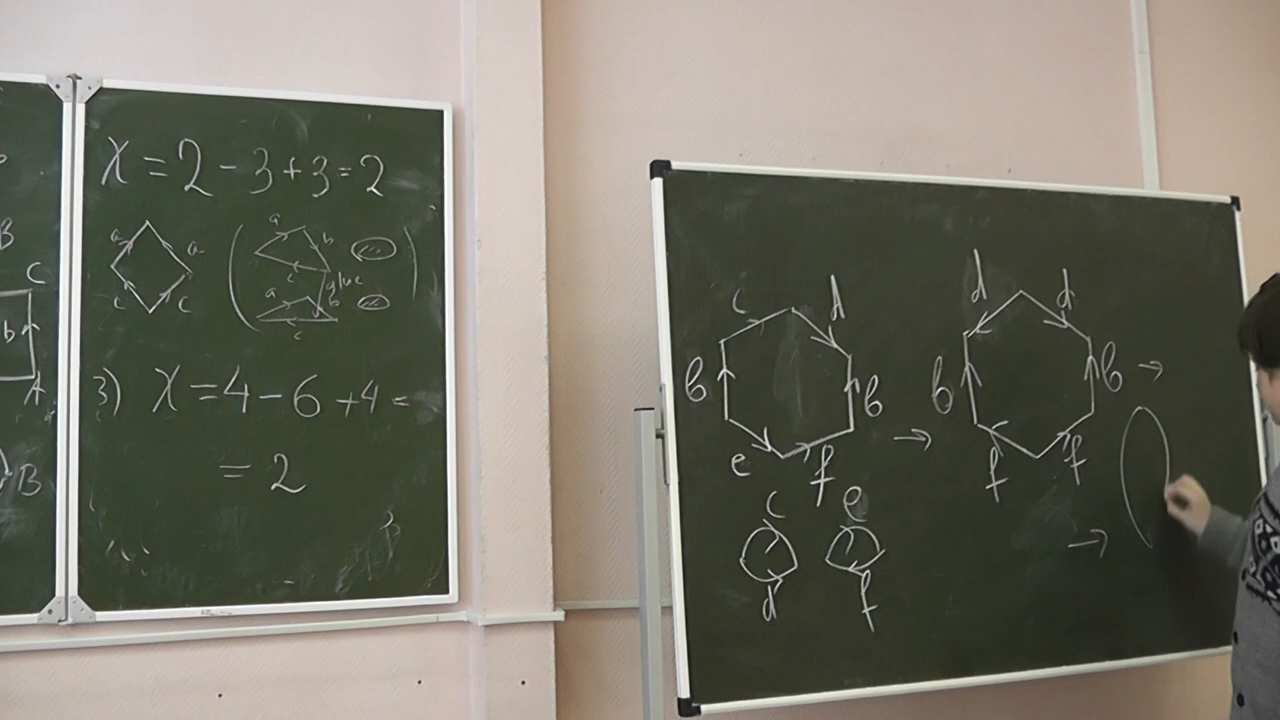 B
C
b
A
B
χ = 2 - 3 + 3 = 2
a a
c c
( a b c
glue
a b c )
3) χ = 4 - 6 + 4 =
= 2
c d
b b
e f
→
d d
b b
f f
→
c e
d f
→